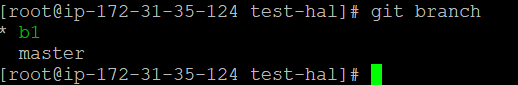 [root@ip-172-31-35-124 test-hal]# git branch
* b1
  master
[root@ip-172-31-35-124 test-hal]#